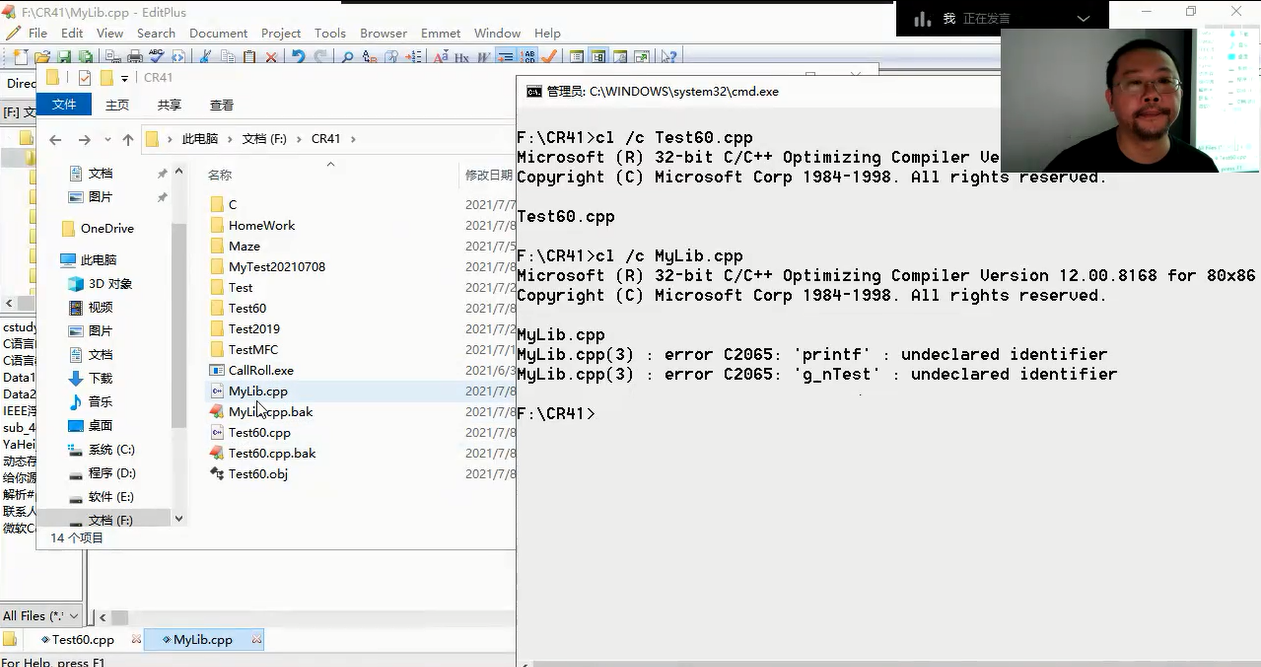 F:\CR41\MyLib.cpp - EditPlus
我 正在发言
File Edit View Search Document Project Tools Browser Emmet Window Help
Direc
CR41
[F:] 文
文件 主页 共享 查看
此电脑 文档 (F:) CR41
文档
图片
OneDrive
此电脑
3D 对象
视频
图片
文档
下载
音乐
桌面
系统 (C:)
程序 (D:)
软件 (E:)
文档 (F:)
名称 修改日期
C 2021/7/7
HomeWork 2021/7/8
Maze 2021/7/5
MyTest20210708 2021/7/8
Test 2021/7/2
Test60 2021/7/8
Test2019 2021/7/2
TestMFC 2021/7/1
CallRoll.exe 2021/6/3
MyLib.cpp 2021/7/8
MyLib.cpp.bak 2021/7/8
Test60.cpp 2021/7/8
Test60.cpp.bak 2021/7/8
Test60.obj 2021/7/8
14 个项目
cstudy
C语言
C语言
Data1
Data2
IEEE浮
sub_4
YaHei
动态存
给你源
解析#
联系人
微软C
All Files (*.*
Test60.cpp MyLib.cpp
For Help, press F1
管理员: C:\WINDOWS\system32\cmd.exe
F:\CR41>cl /c Test60.cpp
Microsoft (R) 32-bit C/C++ Optimizing Compiler Ve
Copyright (C) Microsoft Corp 1984-1998. All rights reserved.
Test60.cpp
F:\CR41>cl /c MyLib.cpp
Microsoft (R) 32-bit C/C++ Optimizing Compiler Version 12.00.8168 for 80x86
Copyright (C) Microsoft Corp 1984-1998. All rights reserved.
MyLib.cpp
MyLib.cpp(3) : error C2065: 'printf' : undeclared identifier
MyLib.cpp(3) : error C2065: 'g_nTest' : undeclared identifier
F:\CR41>